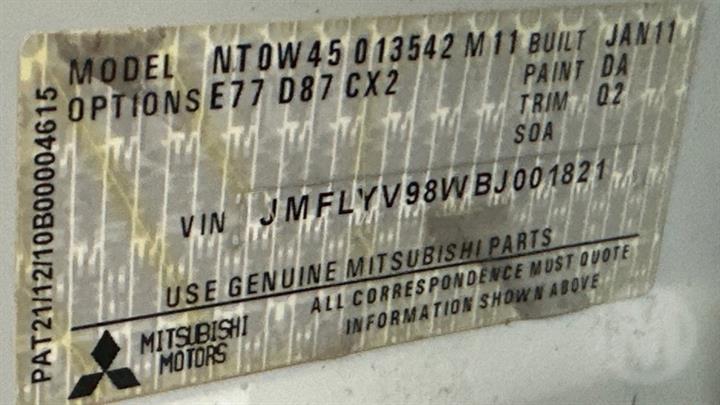 MODEL NT0W45 013542 M11 BUILT JAN11
OPTIONS E77 D87 CX2 PAINT DA
TRIM 02
SOA
VIN JMFLYV98WBJ001821
USE GENUINE MITSUBISHI PARTS
ALL CORRESPONDENCE MUST QUOTE
INFORMATION SHOWN ABOVE
MITSUBISHI
MOTORS
PAT21/12/10B00004615